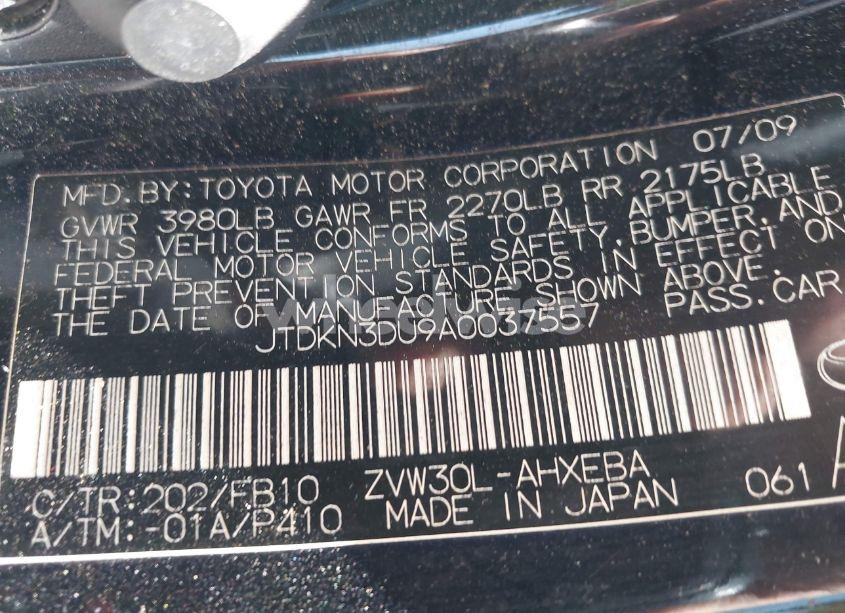 MFD.BY:TOYOTA MOTOR CORPORATION 07/09
GVWR 3980LB GAWR FR 2270LB RR 2175LB
THIS VEHICLE CONFORMS TO ALL APPLICABLE
FEDERAL MOTOR VEHICLE SAFETY,BUMPER,AND
THEFT PREVENTION STANDARDS IN EFFECT ON
THE DATE OF MANUFACTURE SHOWN ABOVE.
JTDKN3DU9A0037557 PASS.CAR
C/TR:202/FB10 ZVW30L-AHXEBA
A/TM:-01A/P410 MADE IN JAPAN 061